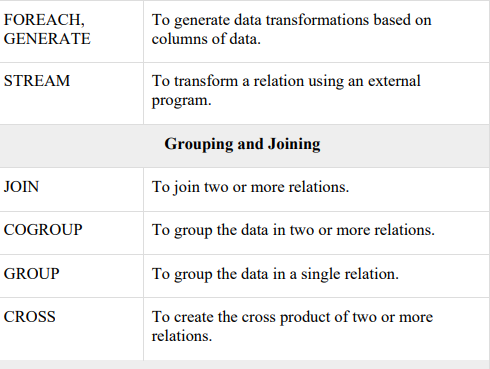 FOREACH,
GENERATE
To generate data transformations based on
columns of data.
STREAM
To transform a relation using an external
program.
Grouping and Joining
JOIN
To join two or more relations.
COGROUP
To group the data in two or more relations.
GROUP
To group the data in a single relation.
CROSS
To create the cross product of two or more
relations.